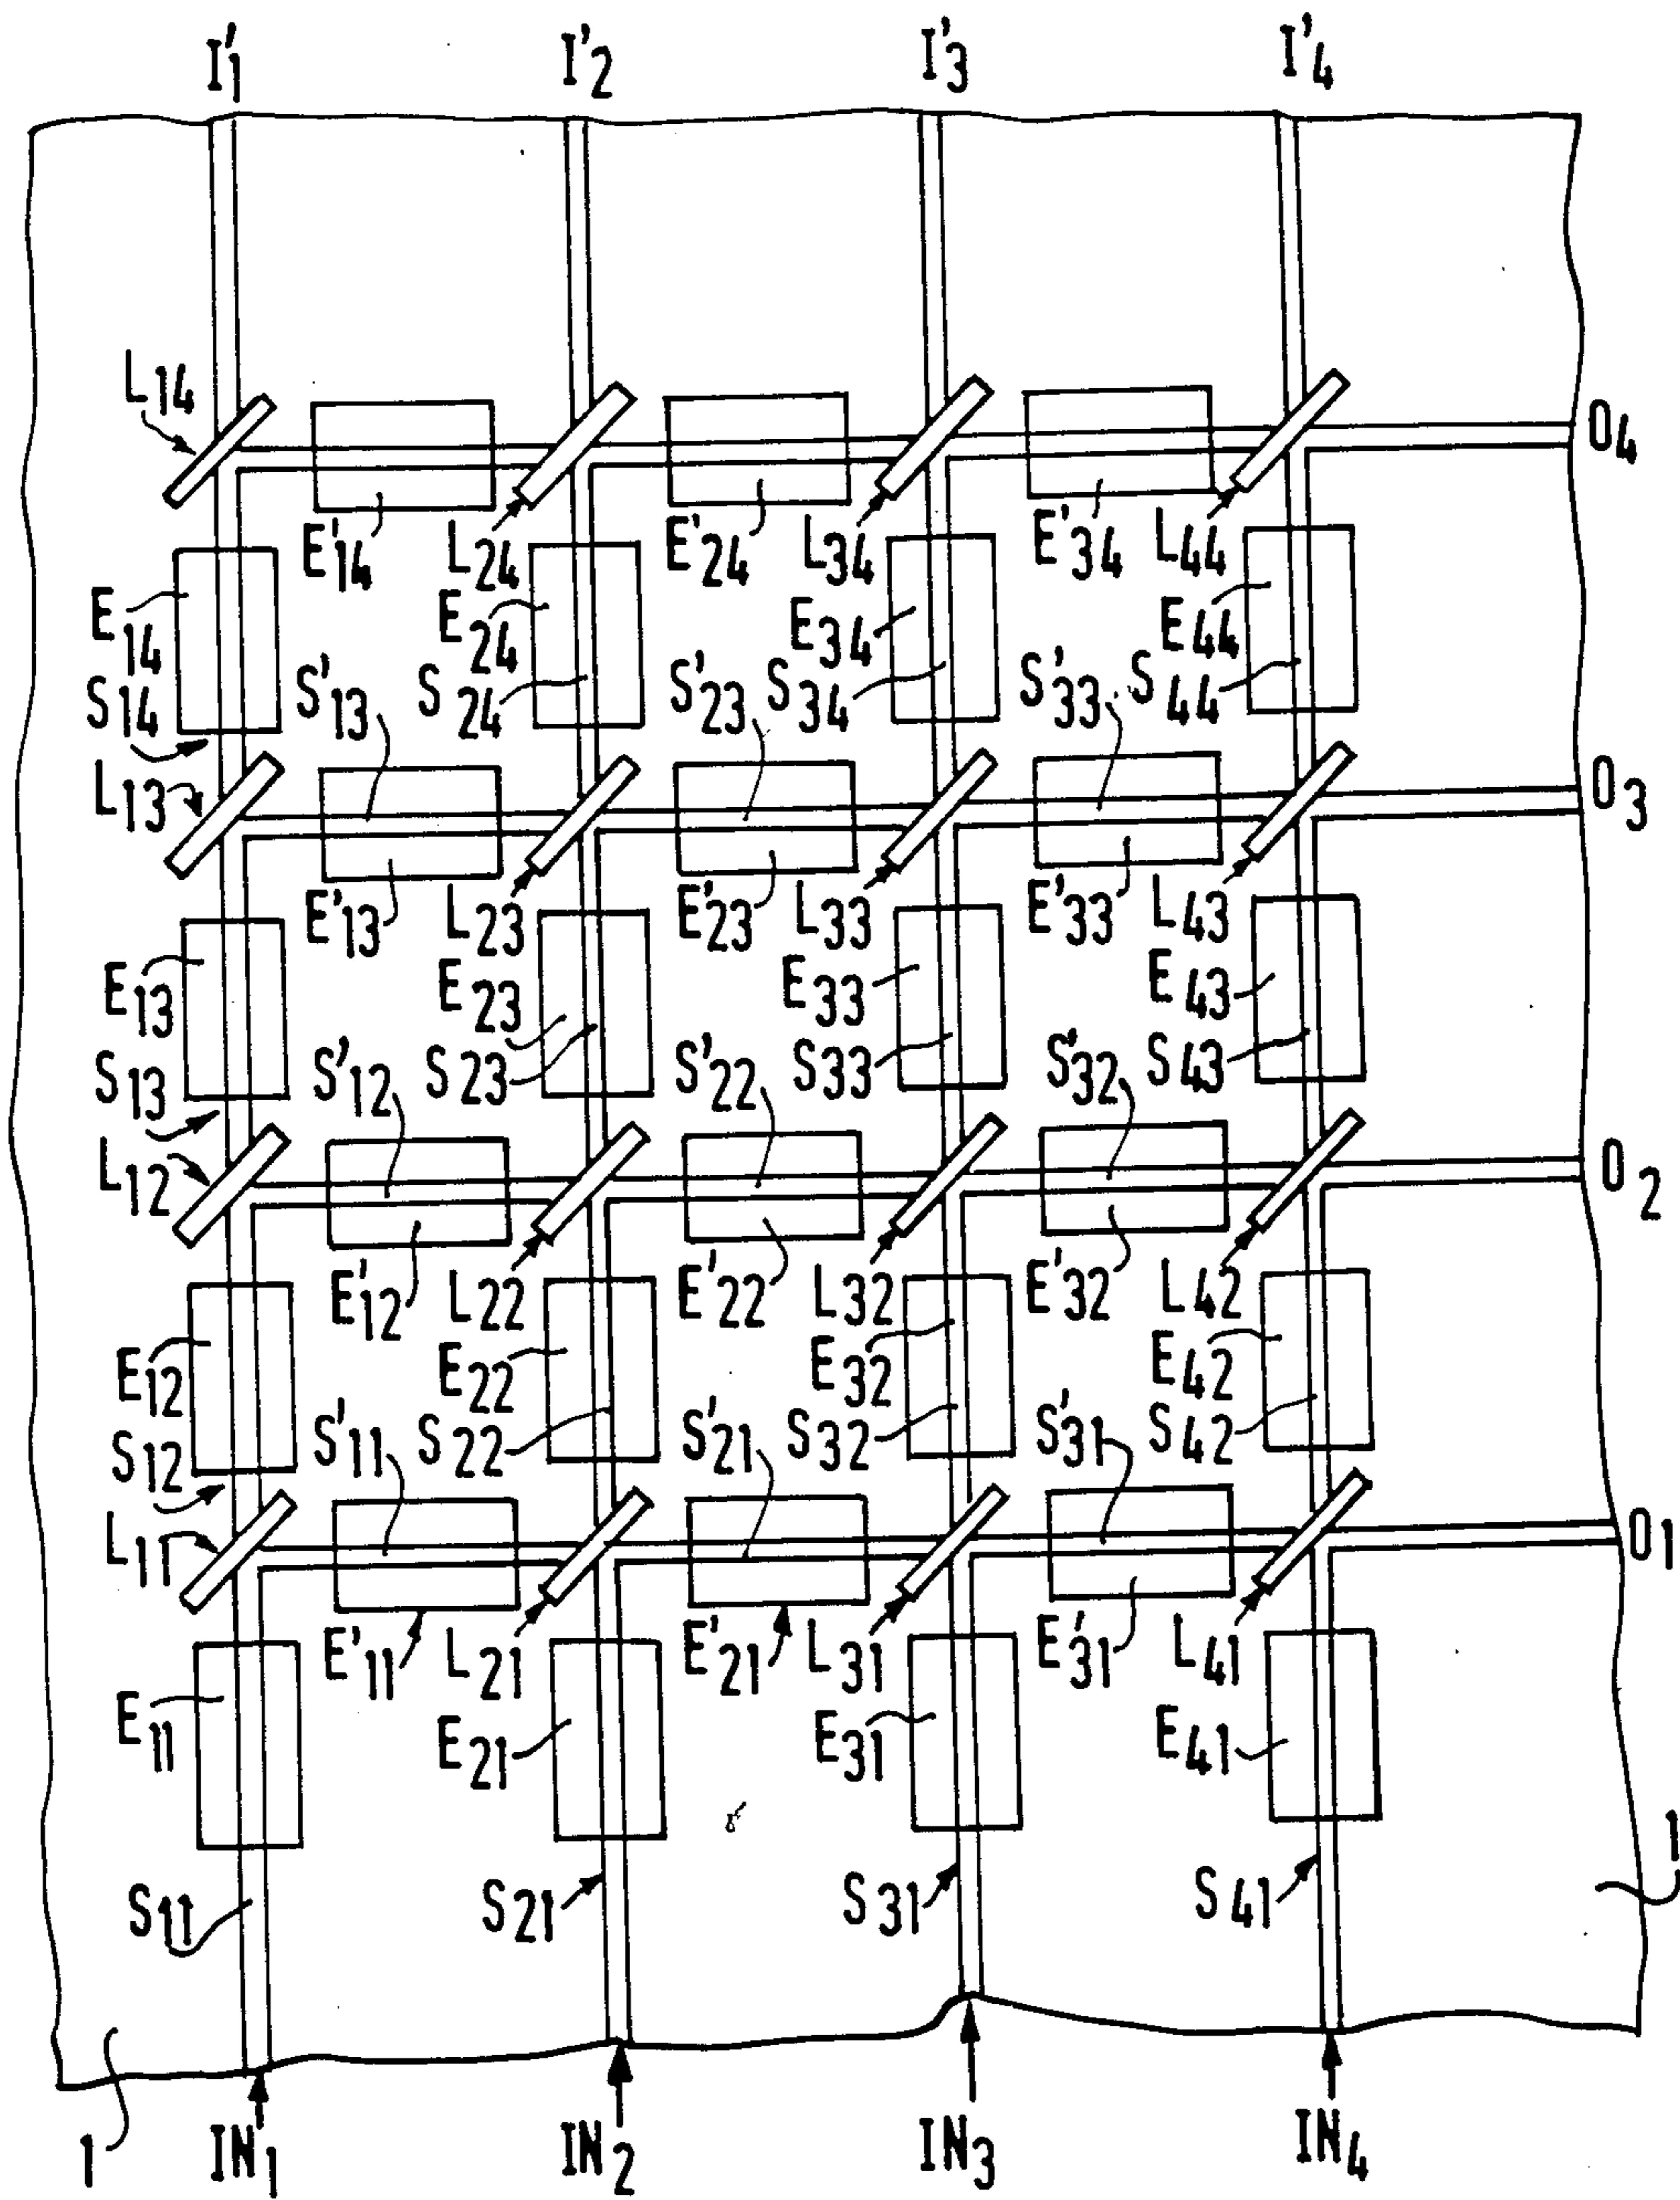 I'1 I'2 I'3 I'4
L14
O4
E'14 L24 E'24 L34 E'34 L44
E14 E24 E34 E44
S14 S'13 S24 S'23 S34 S'33 S44
L13
O3
E'13 L23 E'23 L33 E'33 L43
E13 E23 E33 E43
S13 S'12 S23 S'22 S33 S'32 S43
L12
O2
E'12 L22 E'22 L32 E'32 L42
E12 E22 E32 E42
S12 S'11 S22 S'21 S32 S'31 S42
L11
O1
E'11 L21 E'21 L31 E'31 L41
E11 E21 E31 E41
1
S11 S21 S31 S41
1 IN1 IN2 IN3 IN4